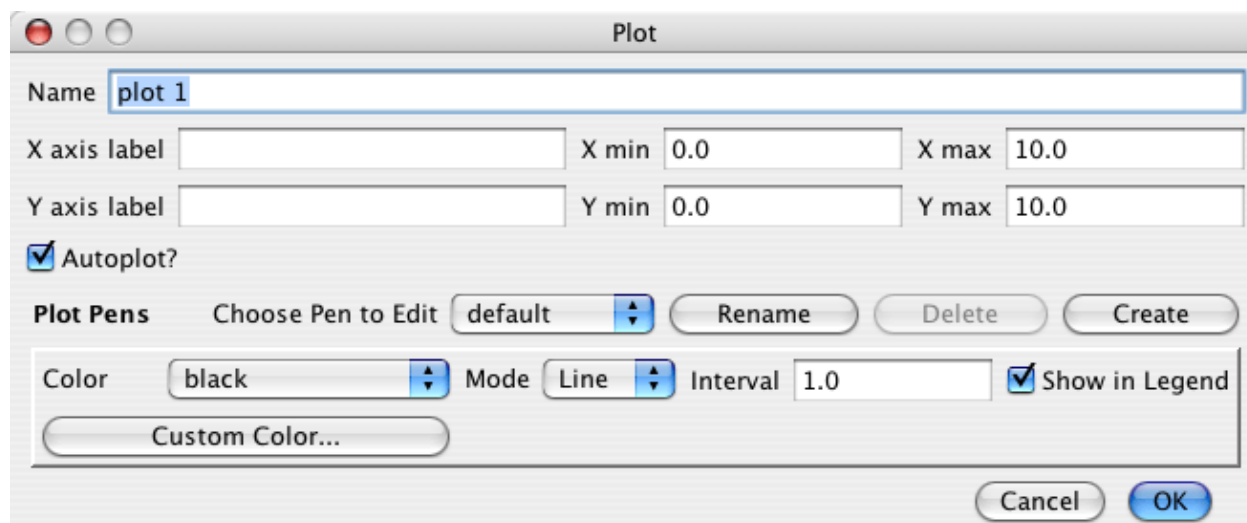 Plot
Name plot 1
X axis label X min 0.0 X max 10.0
Y axis label Y min 0.0 Y max 10.0
Autoplot?
Plot Pens Choose Pen to Edit default Rename Delete Create
Color black Mode Line Interval 1.0 Show in Legend
Custom Color...
Cancel OK